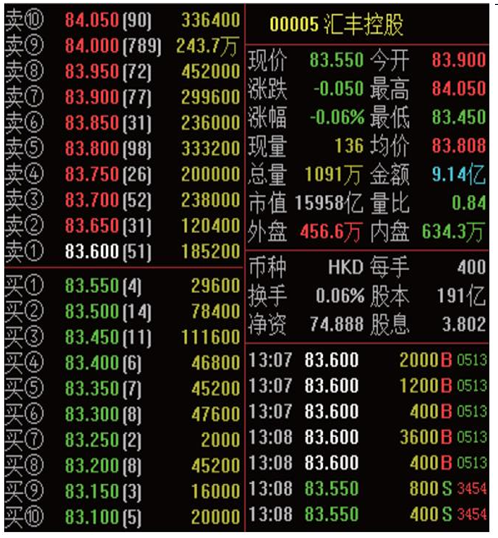 卖⑩ 84.050(90) 336400
卖⑨ 84.000(789) 243.7万
卖⑧ 83.950(72) 452000
卖⑦ 83.900(77) 299600
卖⑥ 83.850(31) 236000
卖⑤ 83.800(98) 333200
卖④ 83.750(26) 200000
卖③ 83.700(52) 238000
卖② 83.650(31) 120400
卖① 83.600(51) 185200
买① 83.550(4) 29600
买② 83.500(14) 78400
买③ 83.450(11) 111600
买④ 83.400(6) 46800
买⑤ 83.350(7) 45200
买⑥ 83.300(8) 47600
买⑦ 83.250(2) 2000
买⑧ 83.200(8) 45200
买⑨ 83.150(3) 16000
买⑩ 83.100(5) 20000
00005 汇丰控股
现价 83.550 今开 83.900
涨跌 -0.050 最高 84.050
涨幅 -0.06% 最低 83.450
现量 136 均价 83.808
总量 1091万 金额 9.14亿
市值 15958亿 量比 0.84
外盘 456.6万 内盘 634.3万
币种 HKD 每手 400
换手 0.06% 股本 191亿
净资 74.888 股息 3.802
13:07 83.600 2000B 0513
13:07 83.600 1200B 0513
13:07 83.600 400B 0513
13:08 83.600 3600B 0513
13:08 83.600 400B 0513
13:08 83.550 800S 3454
13:08 83.550 400S 3454